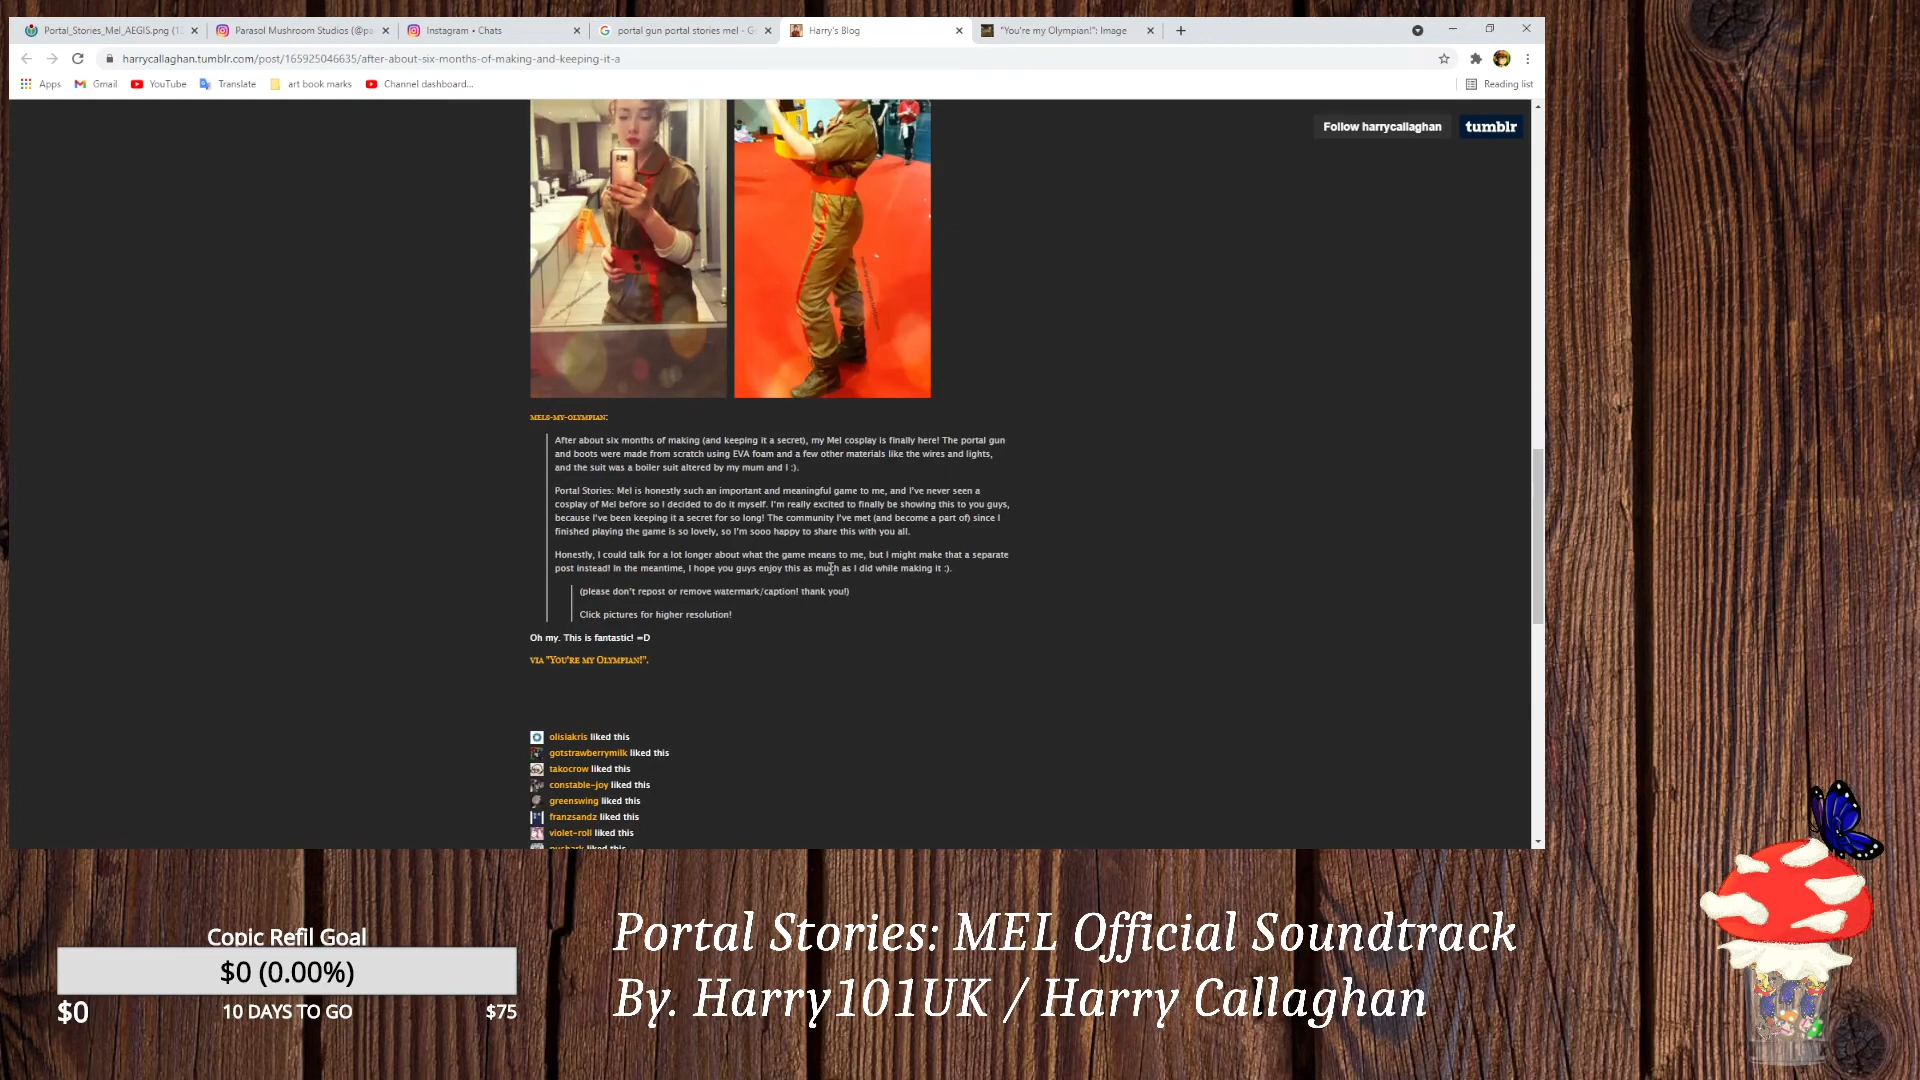 Portal_Stories_Mel_AEGIS.png (1
Parasol Mushroom Studios (@pa
Instagram • Chats
portal gun portal stories mel - G
Harry's Blog
"You're my Olympian!": Image
harrycallaghan.tumblr.com/post/165925046635/after-about-six-months-of-making-and-keeping-it-a
Apps
Gmail
YouTube
Translate
art book marks
Channel dashboard...
Reading list
Follow harrycallaghan
tumblr
MELS-MY-OLYMPIAN:
After about six months of making (and keeping it a secret), my Mel cosplay is finally here! The portal gun
and boots were made from scratch using EVA foam and a few other materials like the wires and lights,
and the suit was a boiler suit altered by my mum and I :).
Portal Stories: Mel is honestly such an important and meaningful game to me, and I've never seen a
cosplay of Mel before so I decided to do it myself. I'm really excited to finally be showing this to you guys,
because I've been keeping it a secret for so long! The community I've met (and become a part of) since I
finished playing the game is so lovely, so I'm sooo happy to share this with you all.
Honestly, I could talk for a lot longer about what the game means to me, but I might make that a separate
post instead! In the meantime, I hope you guys enjoy this as much as I did while making it :).
(please don't repost or remove watermark/caption! thank you!)
Click pictures for higher resolution!
Oh my. This is fantastic! =D
VIA "YOU'RE MY OLYMPIAN!".
olisiakris liked this
gotstrawberrymilk liked this
takocrow liked this
constable-joy liked this
greenswing liked this
franzsandz liked this
violet-roll liked this
liked this
Copic Refil Goal
$0 (0.00%)
$0
10 DAYS TO GO
$75
Portal Stories: MEL Official Soundtrack
By. Harry101UK / Harry Callaghan